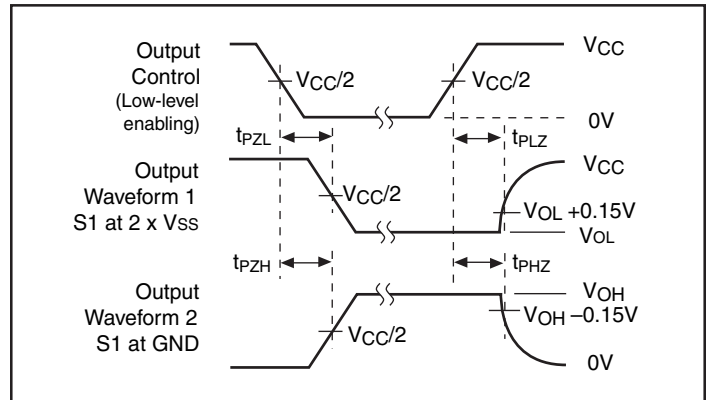 Output
Control
(Low-level
enabling)
VCC/2
VCC/2
VCC
0V
tPZL
tPLZ
Output
Waveform 1
S1 at 2 x VSS
VCC/2
VCC
VOL +0.15V
VOL
tPZH
tPHZ
Output
Waveform 2
S1 at GND
VCC/2
VOH
VOH –0.15V
0V